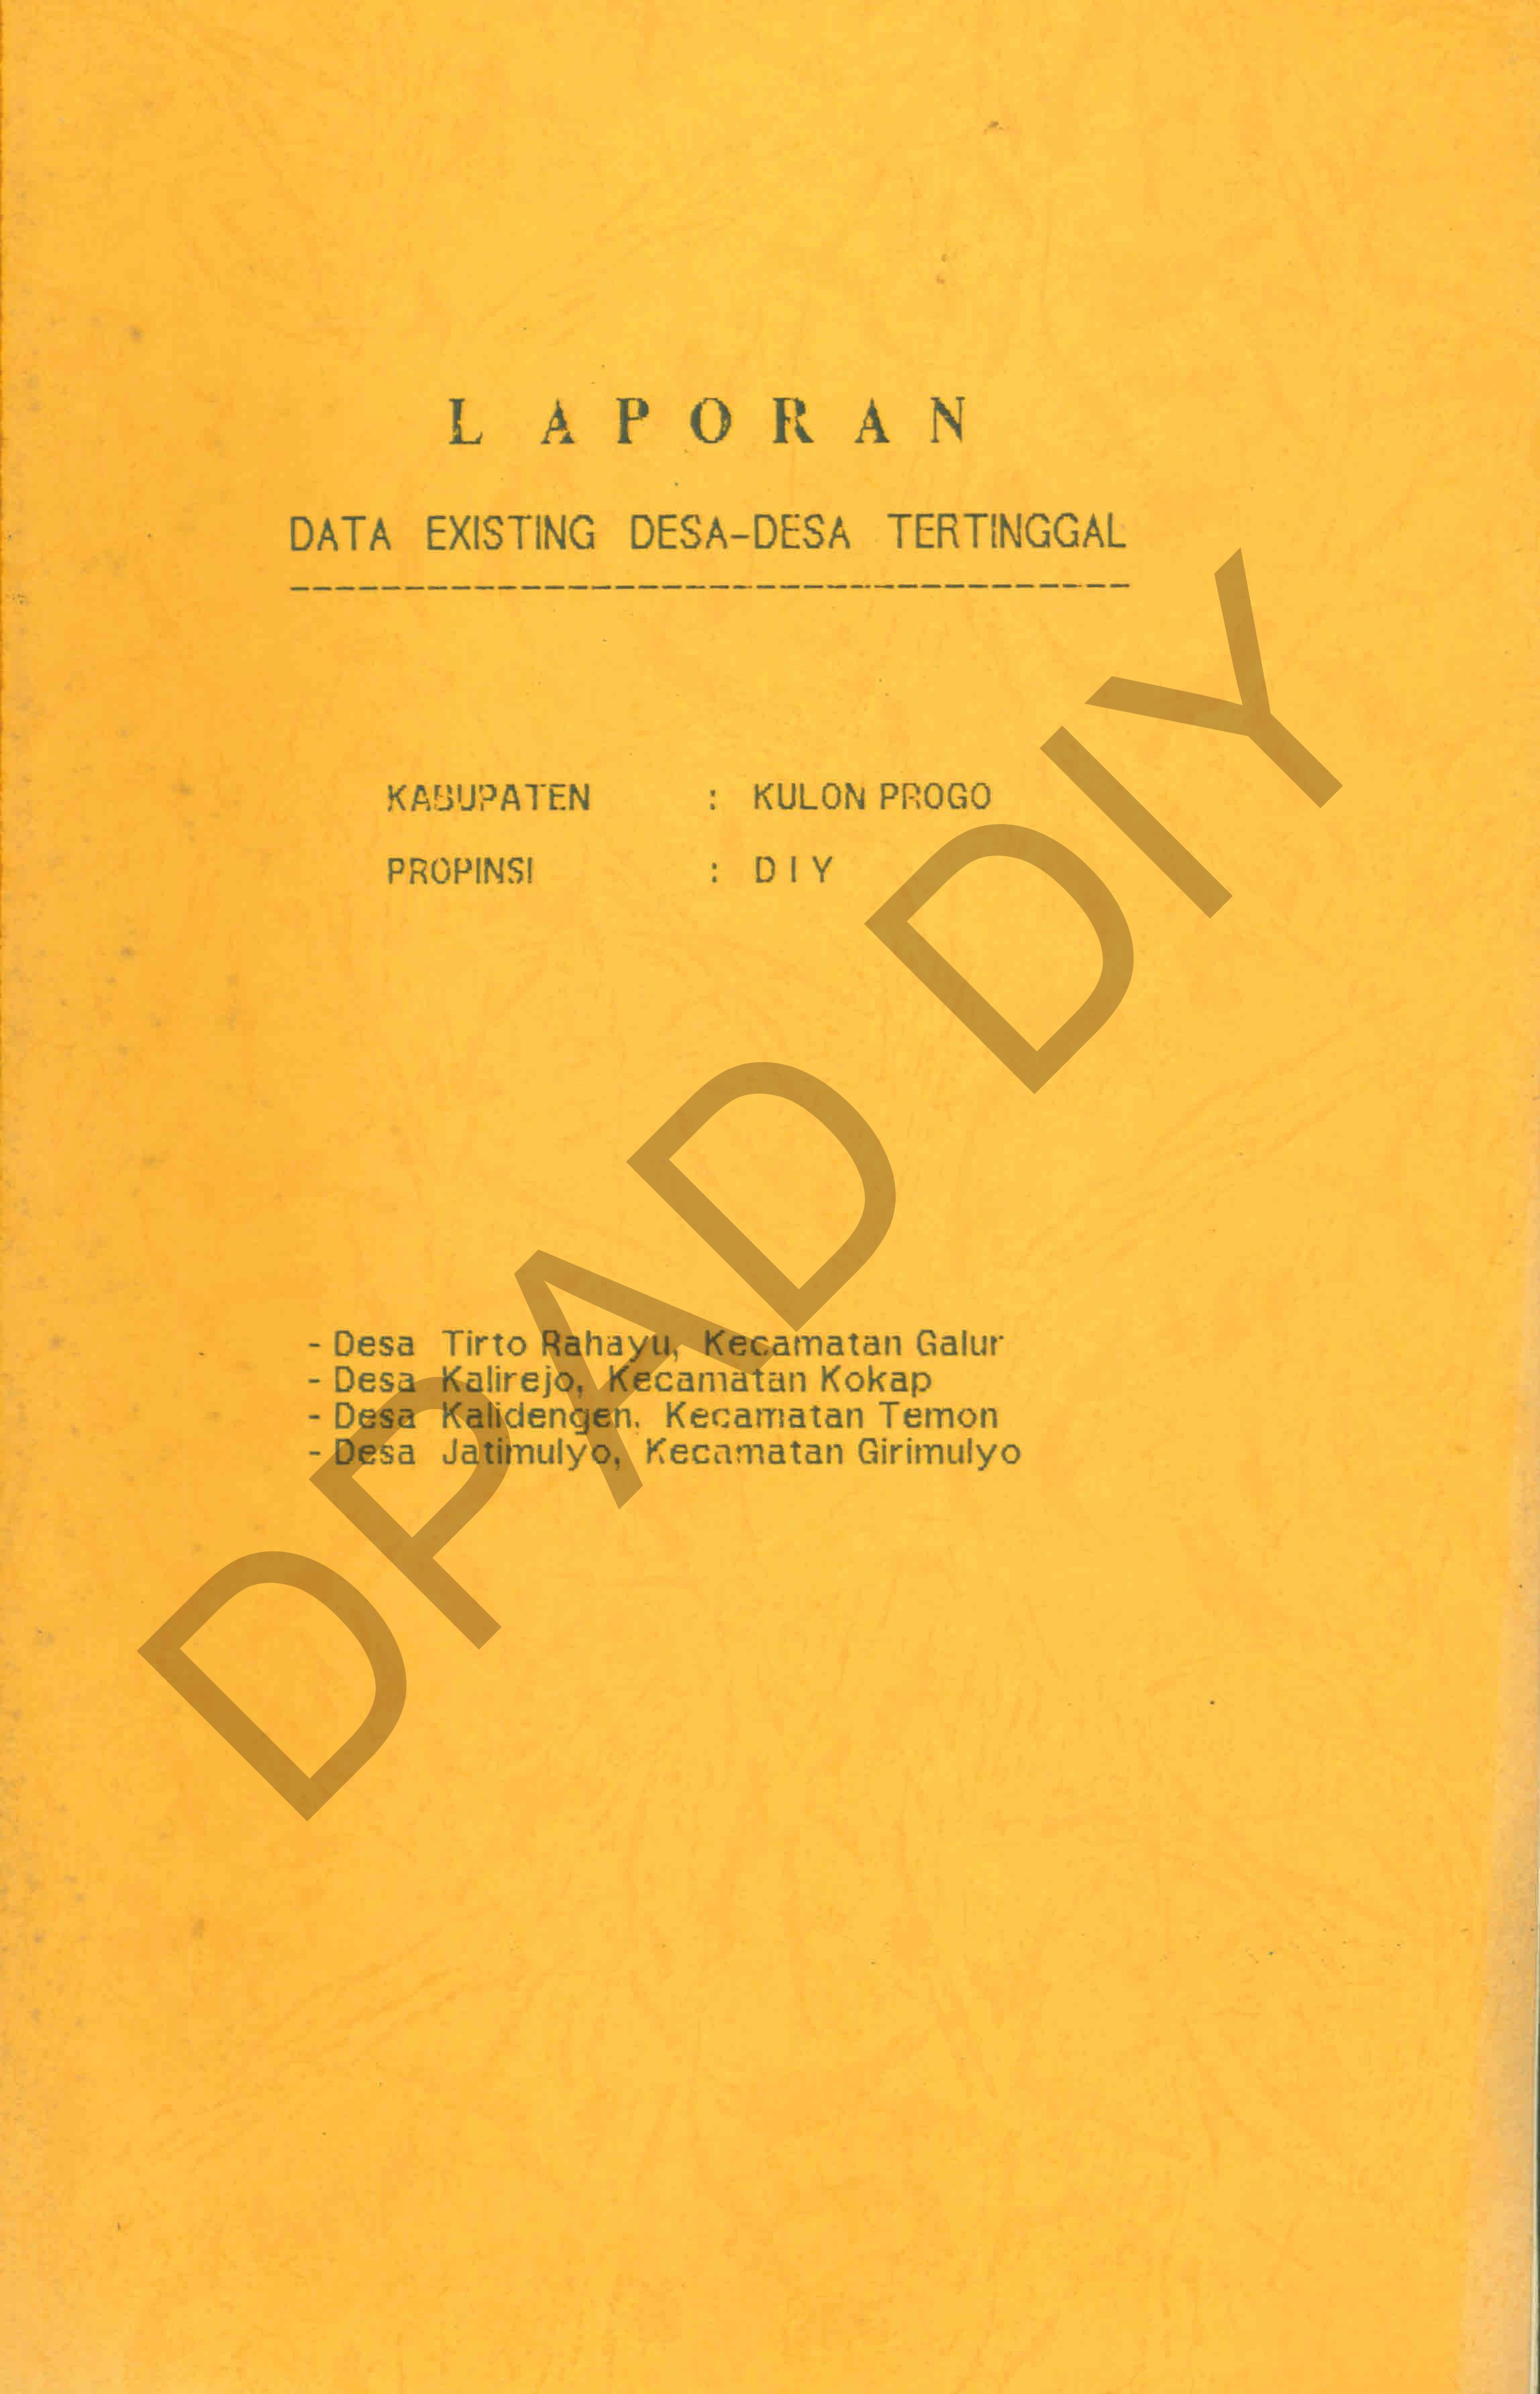 L A P O R A N
DATA EXISTING DESA-DESA TERTINGGAL
KABUPATEN : KULON PROGO
PROPINSI : D I Y
- Desa Tirto Rahayu, Kecamatan Galur
- Desa Kalirejo, Kecamatan Kokap
- Desa Kalidengen, Kecamatan Temon
- Desa Jatimulyo, Kecamatan Girimulyo
DPAD DIY